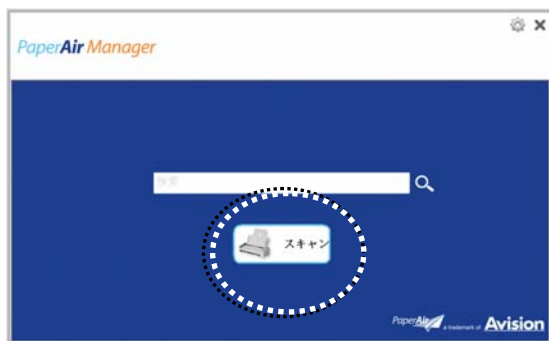 PaperAir Manager
検索
スキャン
PaperAir a trademark of Avision